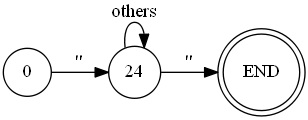 others
0 " 24 " END